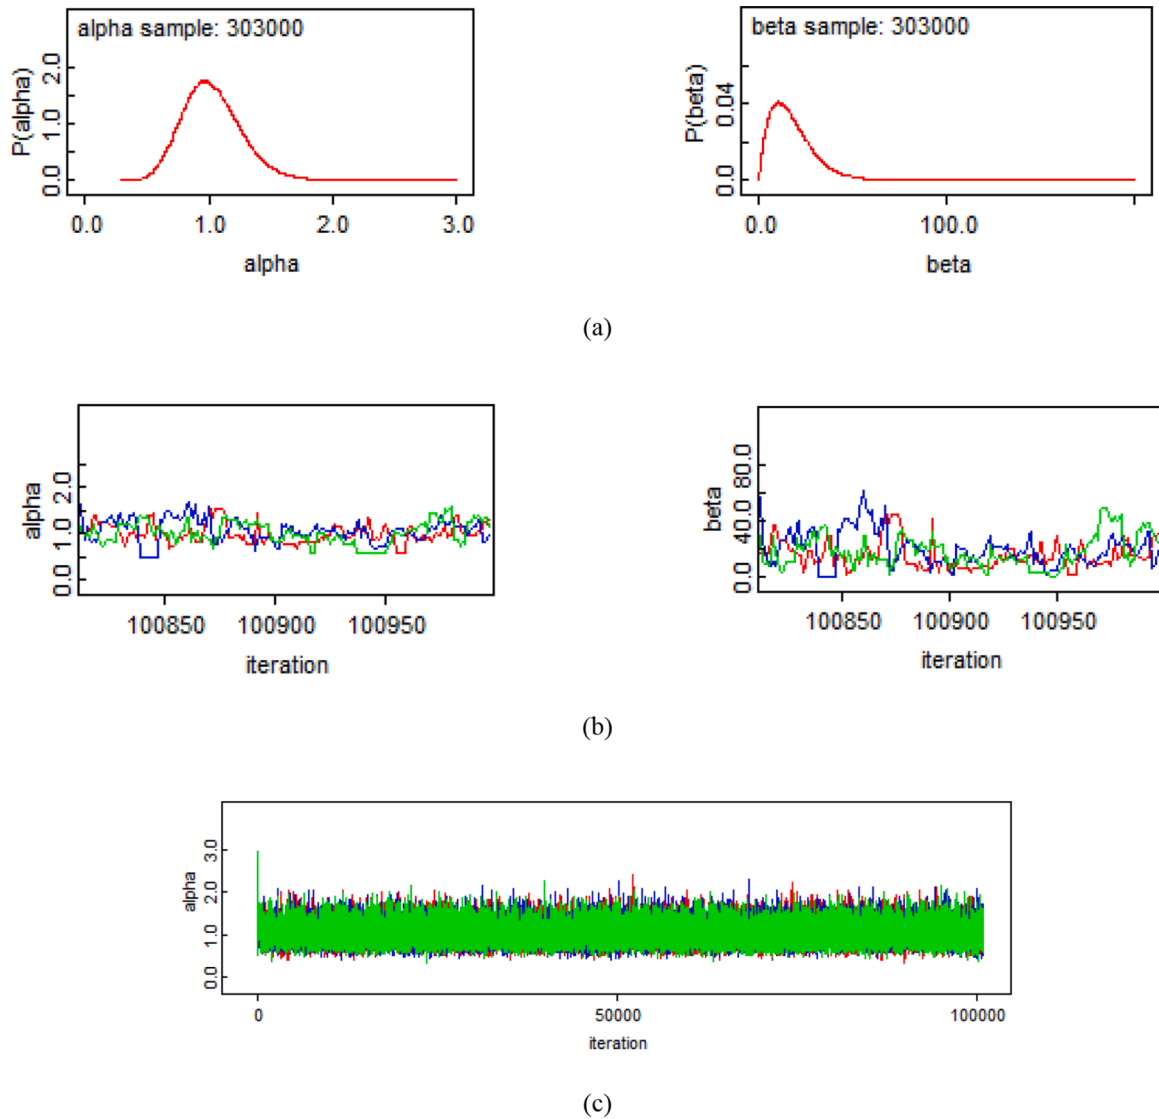 alpha sample: 303000
P(alpha)
2.0
1.0
0.0
0.0 1.0 2.0 3.0
alpha
beta sample: 303000
P(beta)
0.04
0.0
0.0 100.0
beta
(a)
alpha
2.0
1.0
0.0
100850 100900 100950
iteration
beta
80.0
40.0
0.0
100850 100900 100950
iteration
(b)
alpha
3.0
2.0
1.0
0.0
0 50000 100000
iteration
(c)